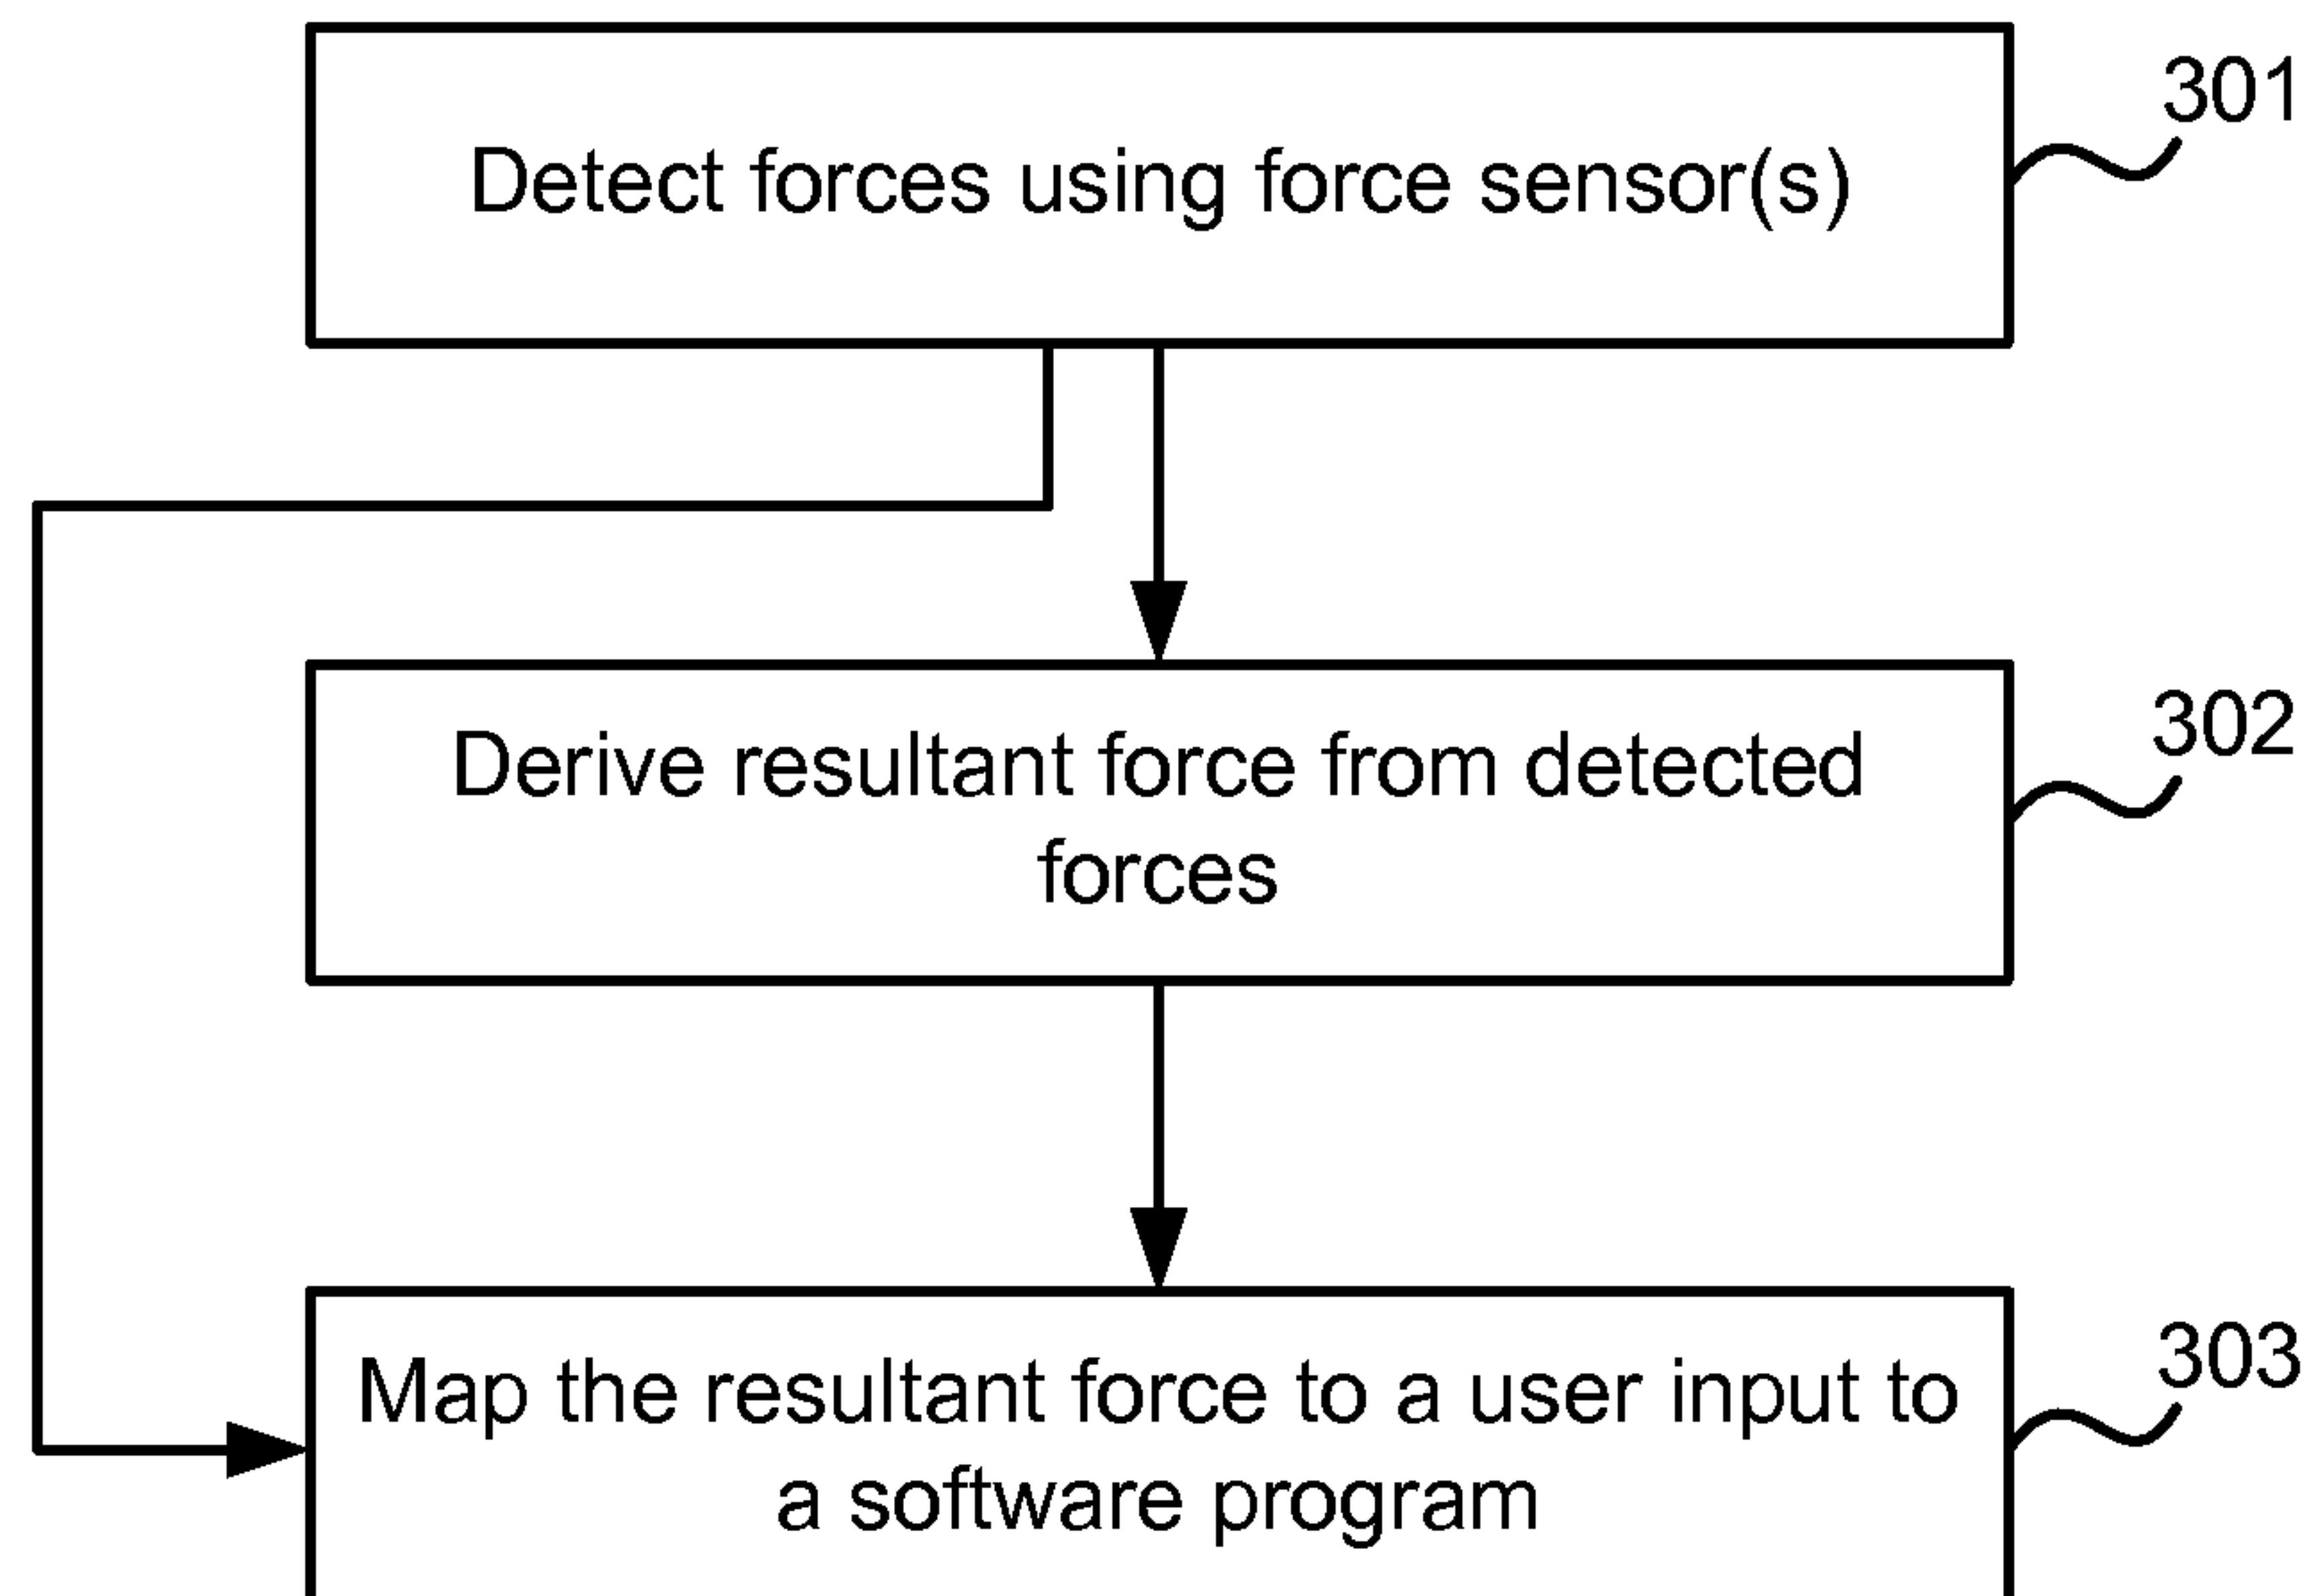 Detect forces using force sensor(s)
301
Derive resultant force from detected
forces
302
Map the resultant force to a user input to
a software program
303